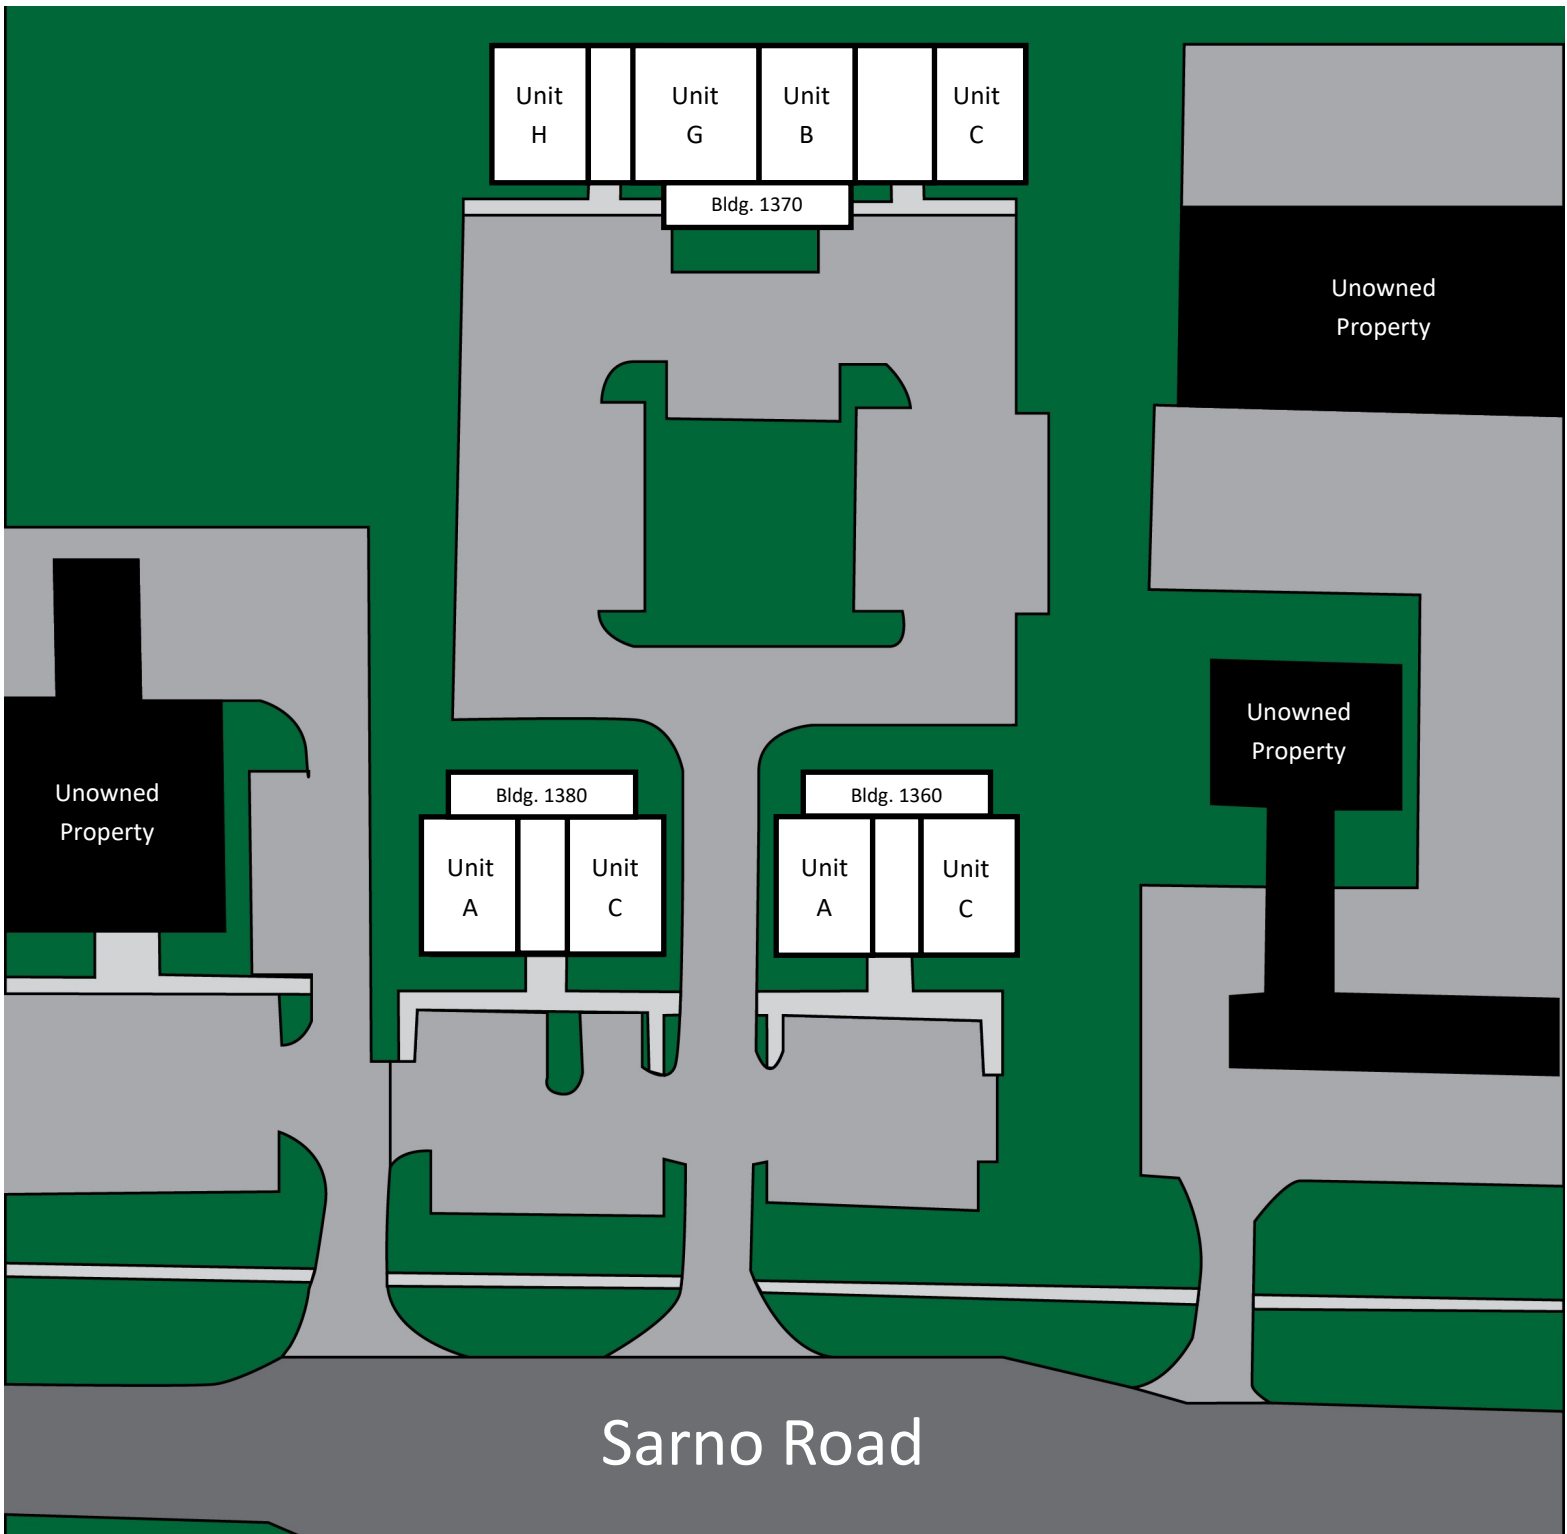 Unit
H
Unit
G
Unit
B
Unit
C
Bldg. 1370
Unowned
Property
Unowned
Property
Unowned
Property
Bldg. 1380
Bldg. 1360
Unit
A
Unit
C
Unit
A
Unit
C
Sarno Road